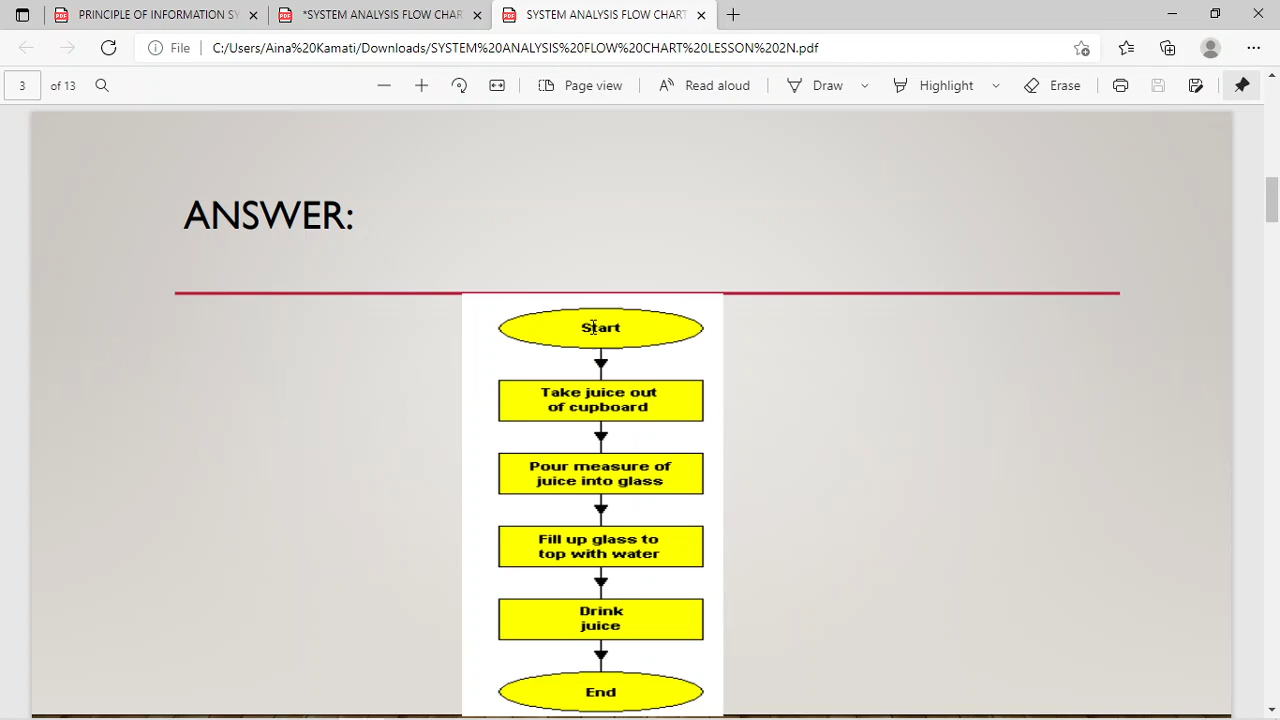 PRINCIPLE OF INFORMATION SY
*SYSTEM ANALYSIS FLOW CHAR
SYSTEM ANALYSIS FLOW CHART
File
C:/Users/Aina%20Kamati/Downloads/SYSTEM%20ANALYSIS%20FLOW%20CHART%20LESSON%202N.pdf
3 of 13
Page view
Read aloud
Draw
Highlight
Erase
ANSWER:
Start
Take juice out
of cupboard
Pour measure of
juice into glass
Fill up glass to
top with water
Drink
juice
End